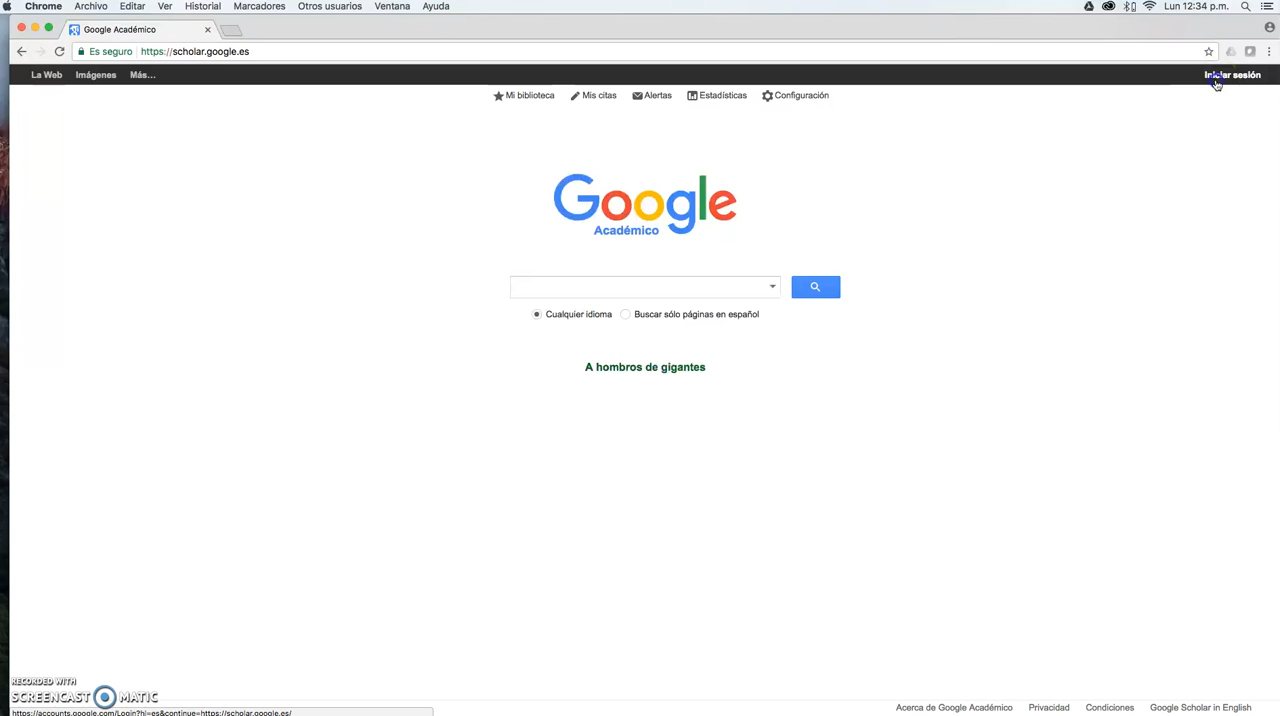 Chrome Archivo Editar Ver Historial Marcadores Otros usuarios Ventana Ayuda Lun 12:34 p.m.
Google Académico
Es seguro https://scholar.google.es
La Web Imágenes Más... Iniciar sesión
Mi biblioteca Mis citas Alertas Estadísticas Configuración
Google
Académico
Cualquier idioma Buscar sólo páginas en español
A hombros de gigantes
RECORDED WITH
SCREENCAST MATIC
Acerca de Google Académico Privacidad Condiciones Google Scholar in English
https://accounts.google.com/Login?hl=es&continue=https://scholar.google.es/